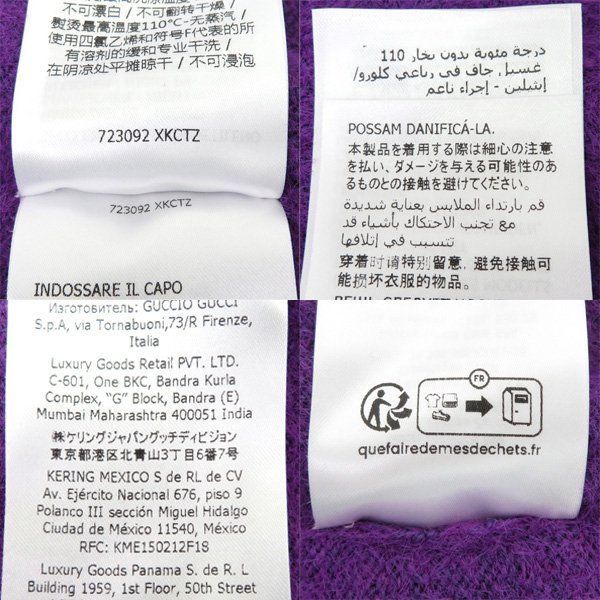 不可漂白/不可翻转干燥/
熨烫最高温度110°C-无蒸汽/
使用四氯乙烯和符号F代表的所
有溶剂的缓和专业干洗/
在阴凉处平摊晾干/不可浸泡
723092 XKCTZ
723092 XKCTZ
INDOSSARE IL CAPO
درجة مئوية بدون بخار 110
غسيل جاف في رباعي كلورو/
إيثيلين - إجراء ناعم
POSSAM DANIFICÁ-LA.
本製品を着用する際は細心の注意
を払い、ダメージを与える可能性のあ
るものとの接触を避けてください。
قم بارتداء الملابس بعناية شديدة
مع تجنب الاحتكاك بأشياء قد
تتسبب في إتلافها
穿着时请特别留意，避免接触可
能损坏衣服的物品。
Изготовитель: GUCCIO GUCCI
S.p.A, via Tornabuoni,73/R Firenze,
Italia
Luxury Goods Retail PVT. LTD.
C-601, One BKC, Bandra Kurla
Complex, "G" Block, Bandra (E)
Mumbai Maharashtra 400051 India
㈱ケリングジャパングッチディビジョン
東京都港区北青山3丁目6番7号
KERING MEXICO S de RL de CV
Av. Ejército Nacional 676, piso 9
Polanco III sección Miguel Hidalgo
Ciudad de México 11540, México
RFC: KME150212F18
Luxury Goods Panama S. de R. L
Building 1959, 1st Floor, 50th Street
FR
quefairedemesdechets.fr